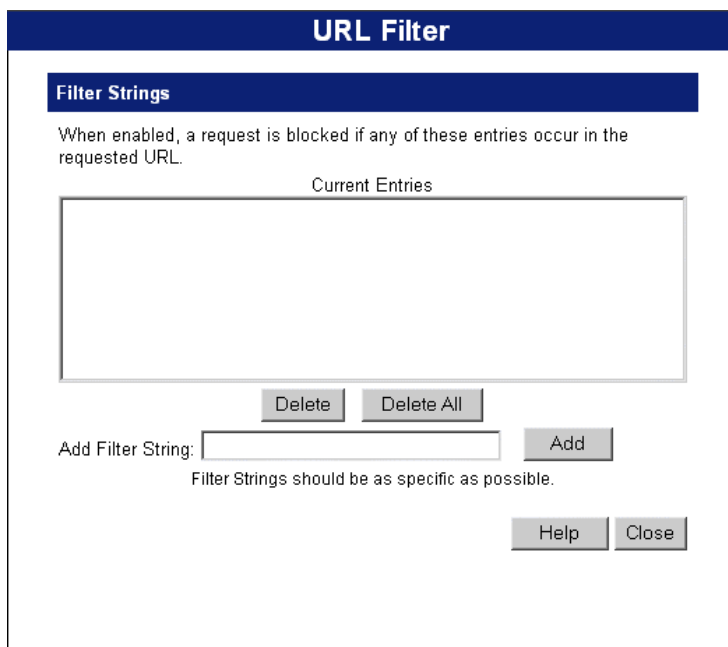 URL Filter
Filter Strings
When enabled, a request is blocked if any of these entries occur in the
requested URL.
Current Entries
Delete Delete All
Add Filter String: Add
Filter Strings should be as specific as possible.
Help Close